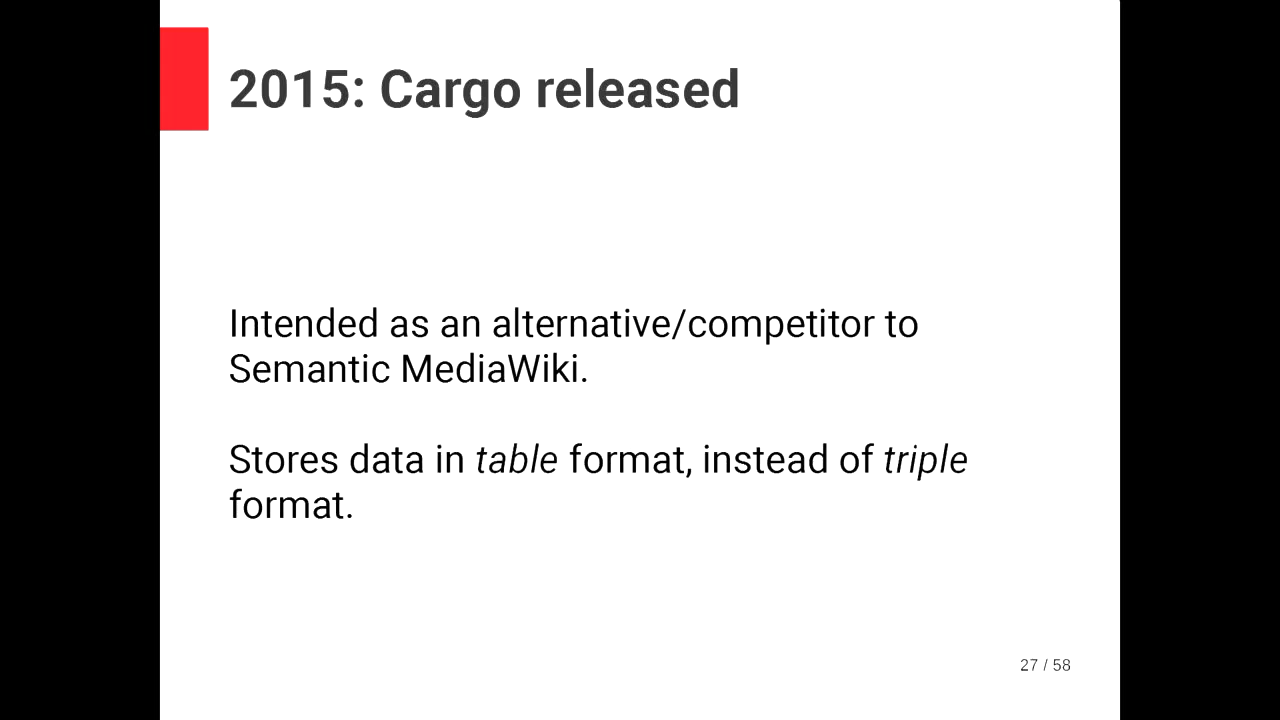 2015: Cargo released
Intended as an alternative/competitor to
Semantic MediaWiki.
Stores data in table format, instead of triple
format.
27 / 58